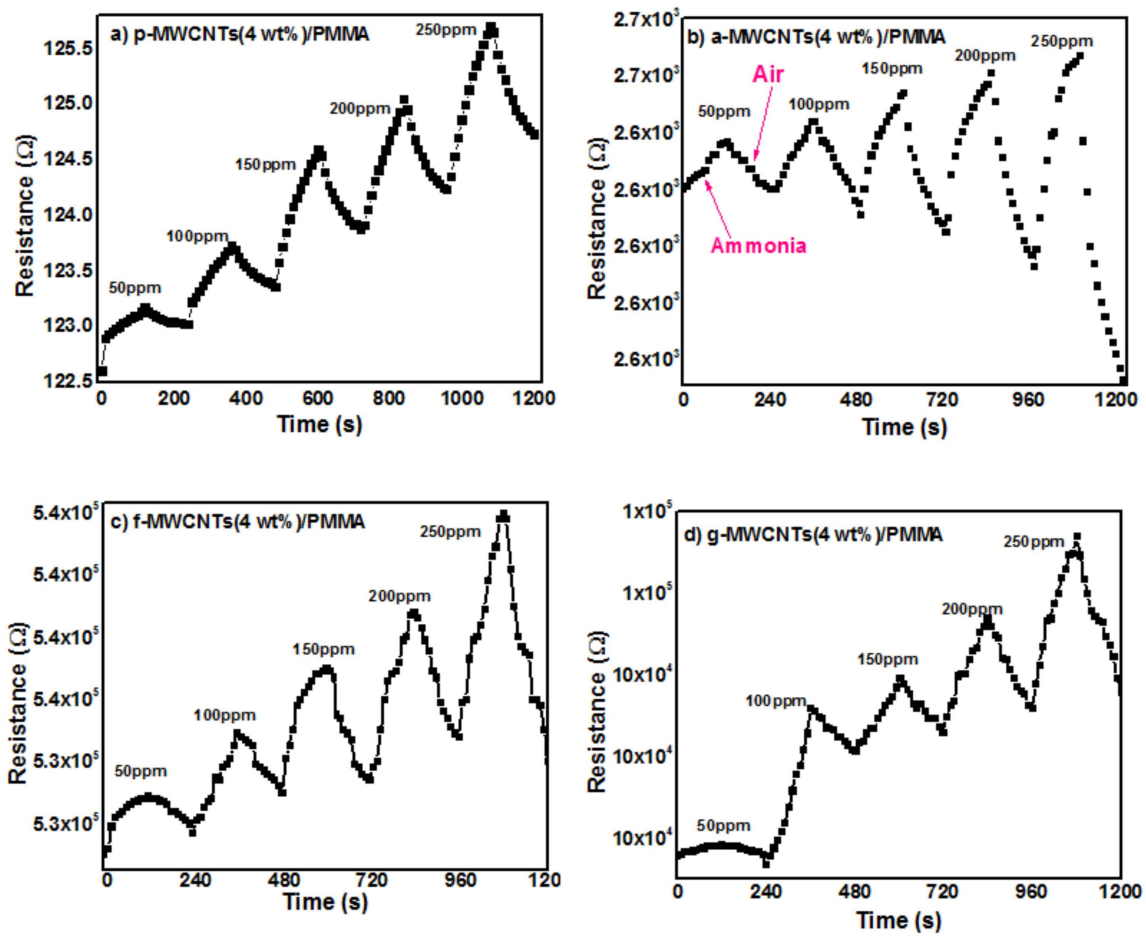 a) p-MWCNTs(4 wt%)/PMMA
250ppm
200ppm
150ppm
100ppm
50ppm
125.5
125.0
124.5
124.0
123.5
123.0
122.5
Resistance (Ω)
0 200 400 600 800 1000 1200
Time (s)
b) a-MWCNTs(4 wt%)/PMMA
250ppm
200ppm
150ppm
100ppm
50ppm
Air
Ammonia
2.7x10³
2.7x10³
2.6x10³
2.6x10³
2.6x10³
2.6x10³
2.6x10³
Resistance (Ω)
0 240 480 720 960 1200
Time (s)
c) f-MWCNTs(4 wt%)/PMMA
250ppm
200ppm
150ppm
100ppm
50ppm
5.4x10⁵
5.4x10⁵
5.4x10⁵
5.4x10⁵
5.3x10⁵
5.3x10⁵
Resistance (Ω)
0 240 480 720 960 120
Time (s)
d) g-MWCNTs(4 wt%)/PMMA
250ppm
200ppm
150ppm
100ppm
50ppm
1x10⁵
1x10⁵
10x10⁴
10x10⁴
10x10⁴
Resistance (Ω)
0 240 480 720 960 1200
Time (s)